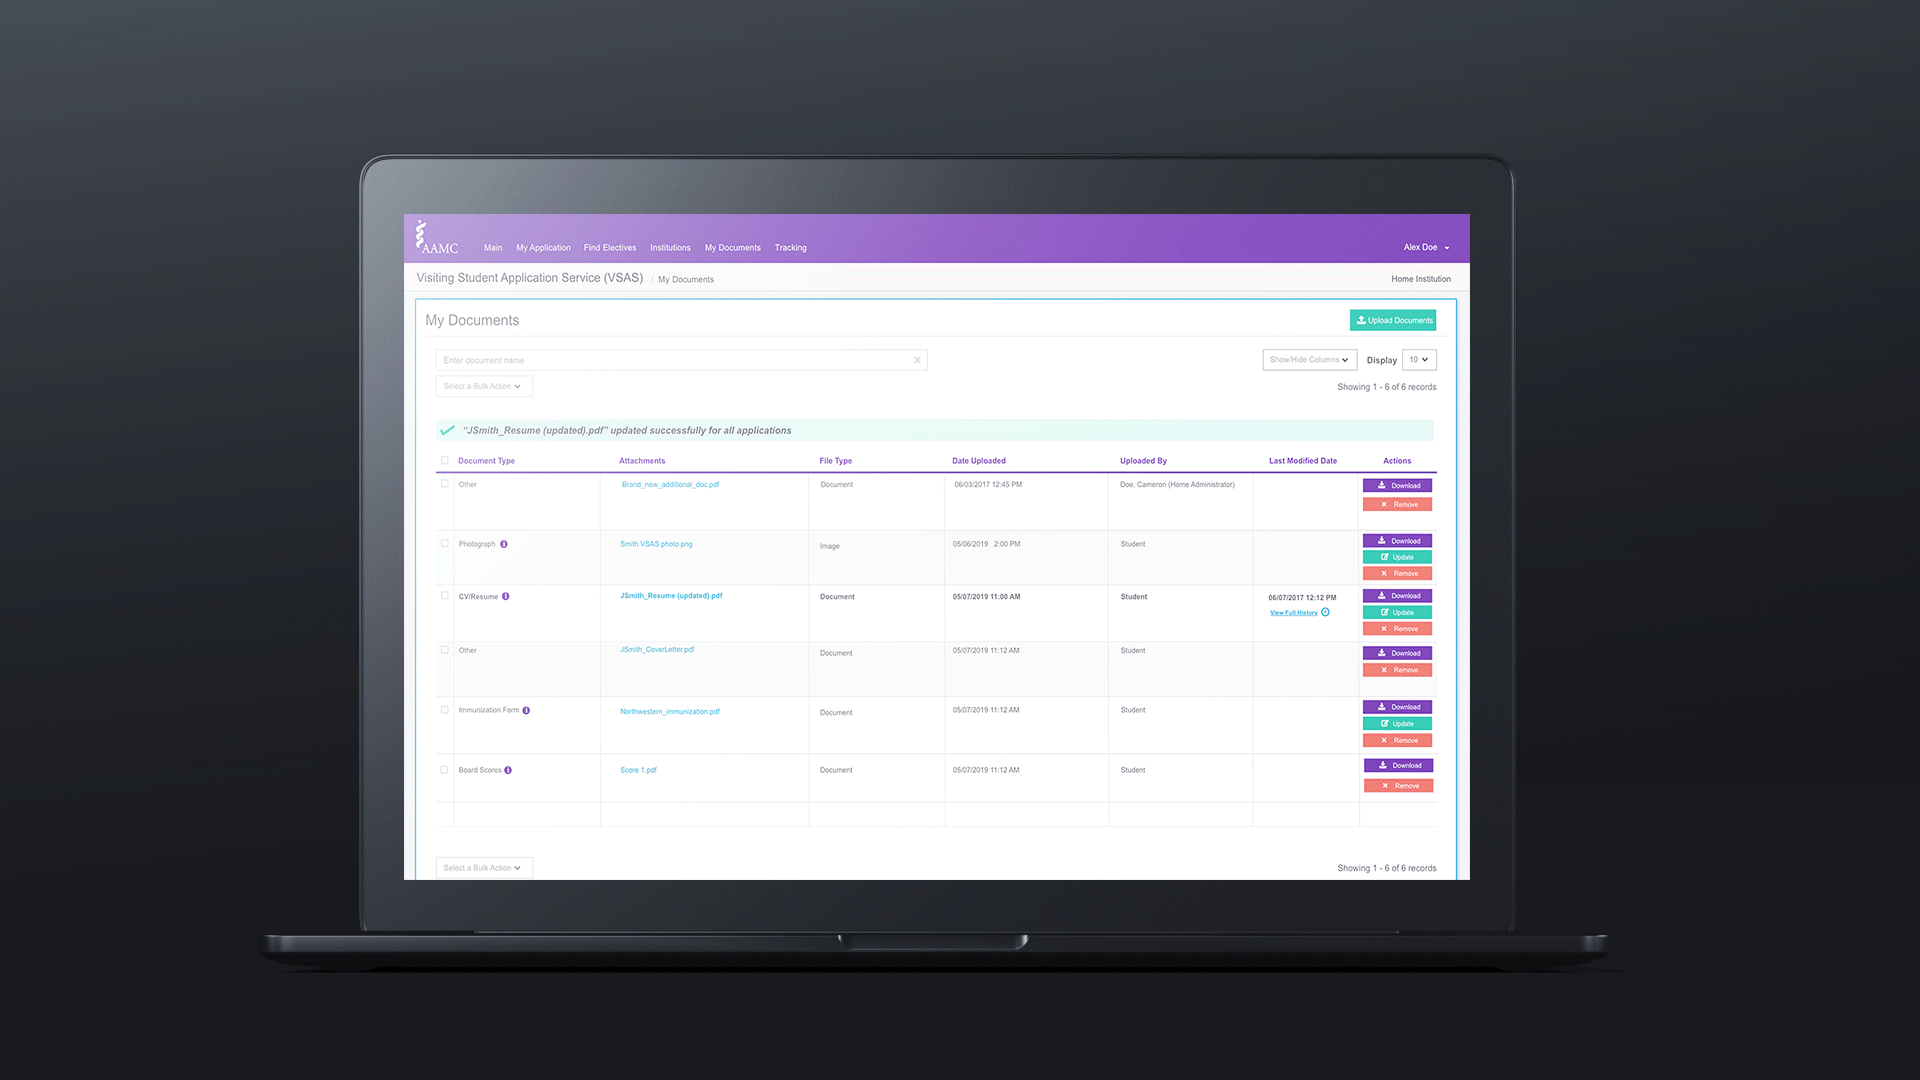 AAMC Main My Application Find Electives Institutions My Documents Tracking Alex Doe
Visiting Student Application Service (VSAS) / My Documents Home Institution
My Documents Upload Documents
Enter document name Show/Hide Columns Display 10
Select a Bulk Action Showing 1 - 6 of 6 records
“JSmith_Resume (updated).pdf” updated successfully for all applications
Document Type Attachments File Type Date Uploaded Uploaded By Last Modified Date Actions
Other Brand_new_additional_doc.pdf Document 06/03/2017 12:45 PM Doe, Cameron (Home Administrator) Download
Remove
Photograph Smith VSAS photo.png Image 05/06/2019 2:00 PM Student Download
Update
Remove
CV/Resume JSmith_Resume (updated).pdf Document 05/07/2019 11:00 AM Student 06/07/2017 12:12 PM Download
View Full History Update
Remove
Other JSmith_CoverLetter.pdf Document 05/07/2019 11:12 AM Student Download
Remove
Immunization Form Northwestern_immunization.pdf Document 05/07/2019 11:12 AM Student Download
Update
Remove
Board Scores Score 1.pdf Document 05/07/2019 11:12 AM Student Download
Remove
Select a Bulk Action Showing 1 - 6 of 6 records